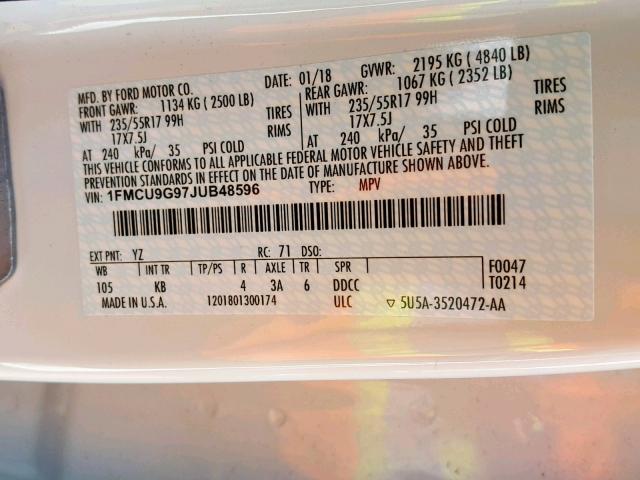 MFD. BY FORD MOTOR CO. DATE: 01/18 GVWR: 2195 KG ( 4840 LB)
FRONT GAWR: 1134 KG ( 2500 LB) REAR GAWR: 1067 KG ( 2352 LB)
WITH 235/55R17 99H TIRES WITH 235/55R17 99H TIRES
17X7.5J RIMS 17X7.5J RIMS
AT 240 kPa/ 35 PSI COLD AT 240 kPa/ 35 PSI COLD
THIS VEHICLE CONFORMS TO ALL APPLICABLE FEDERAL MOTOR VEHICLE SAFETY AND THEFT
PREVENTION STANDARDS IN EFFECT ON THE DATE OF MANUFACTURE SHOWN ABOVE.
VIN: 1FMCU9G97JUB48596 TYPE: MPV
EXT PNT: YZ RC: 71 DSO:
WB INT TR TP/PS R AXLE TR SPR F0047
105 KB 4 3A 6 DDCC T0214
MADE IN U.S.A. 1201801300174 ULC ▽ 5U5A-3520472-AA